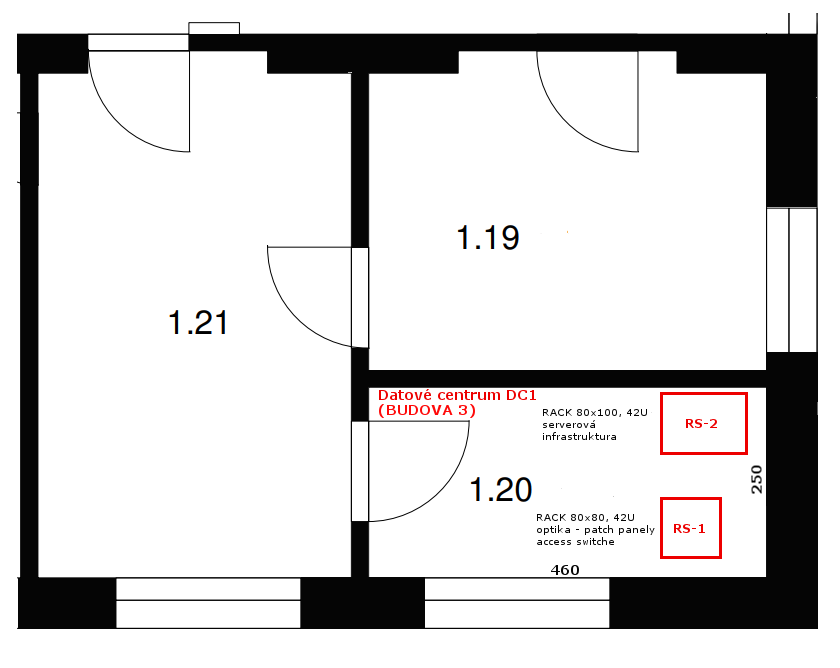 1.19
1.21
Datové centrum DC1
(BUDOVA 3)
RACK 80x100, 42U
serverová
infrastruktura
RS-2
250
1.20
RACK 80x80, 42U
optika - patch panely
access switche
RS-1
460